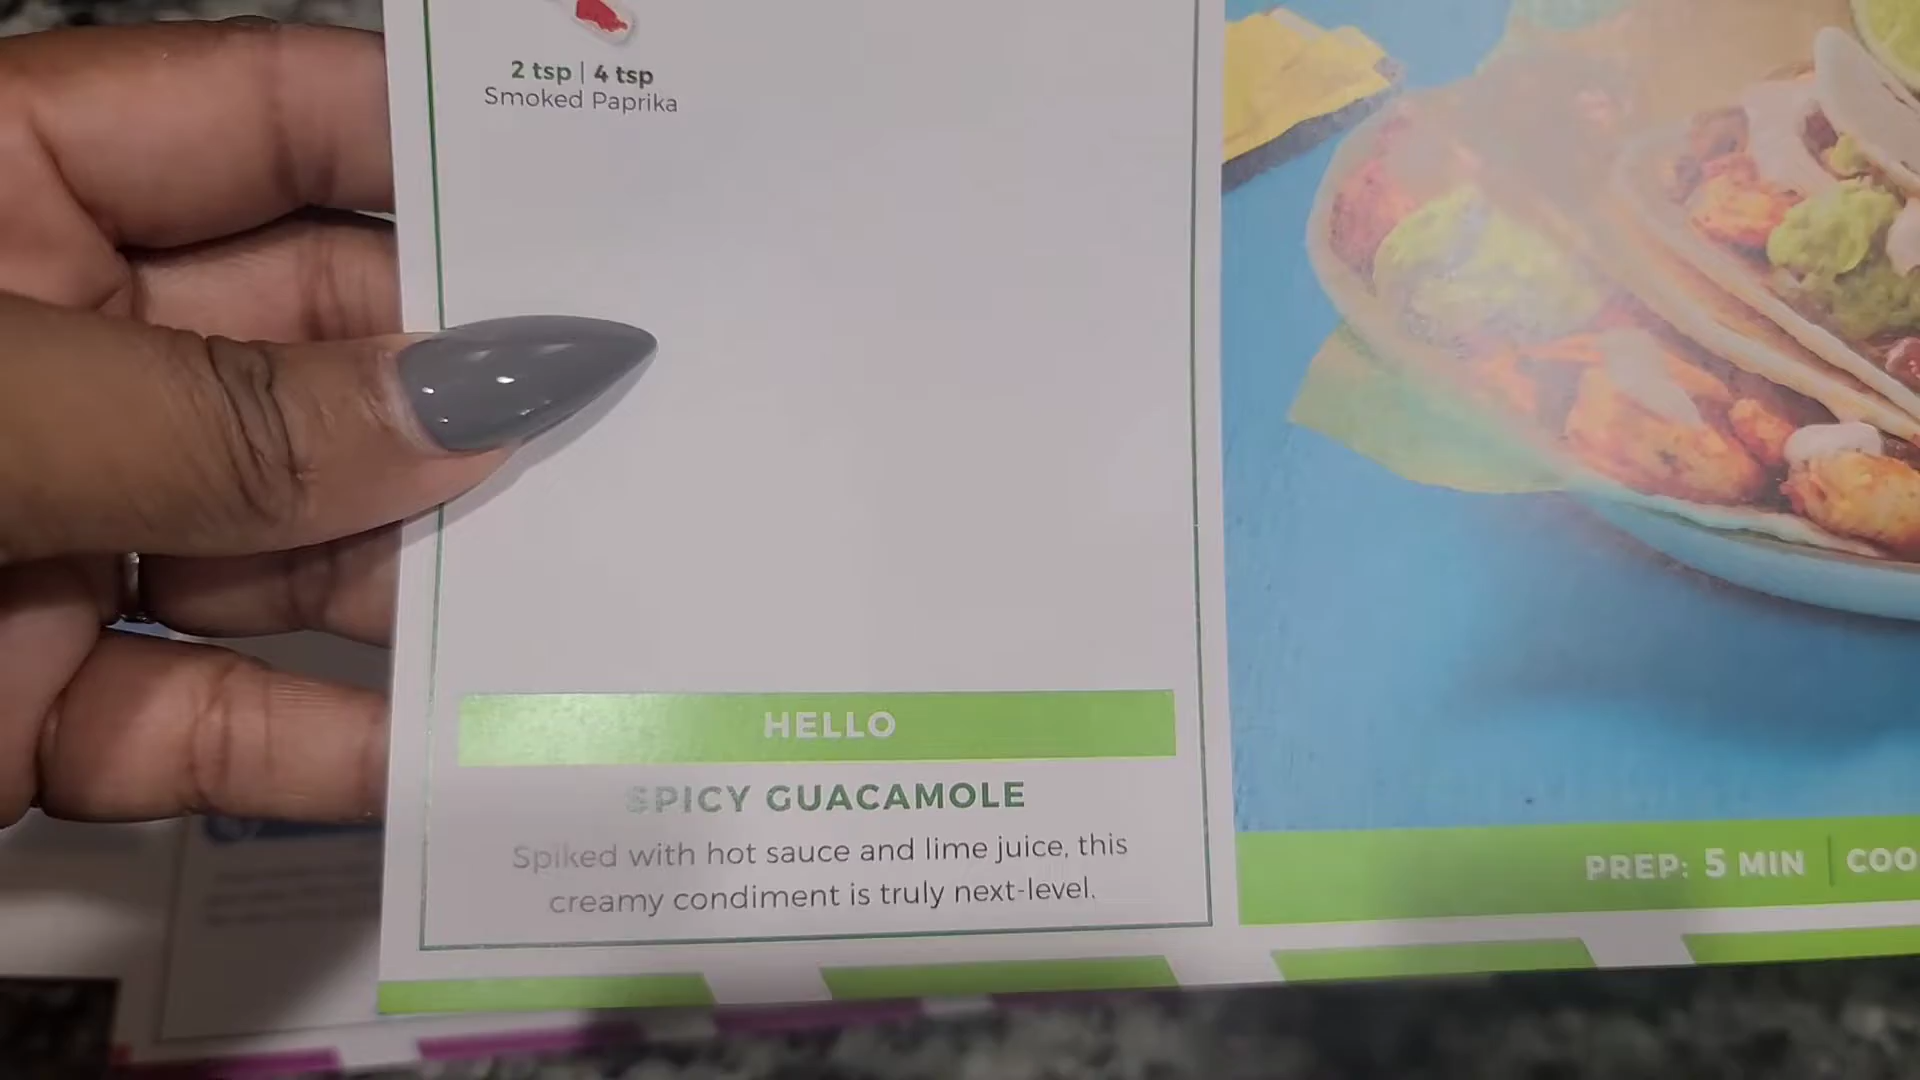 2 tsp | 4 tsp
Smoked Paprika
HELLO
SPICY GUACAMOLE
Spiked with hot sauce and lime juice, this
creamy condiment is truly next-level.
PREP: 5 MIN | COO